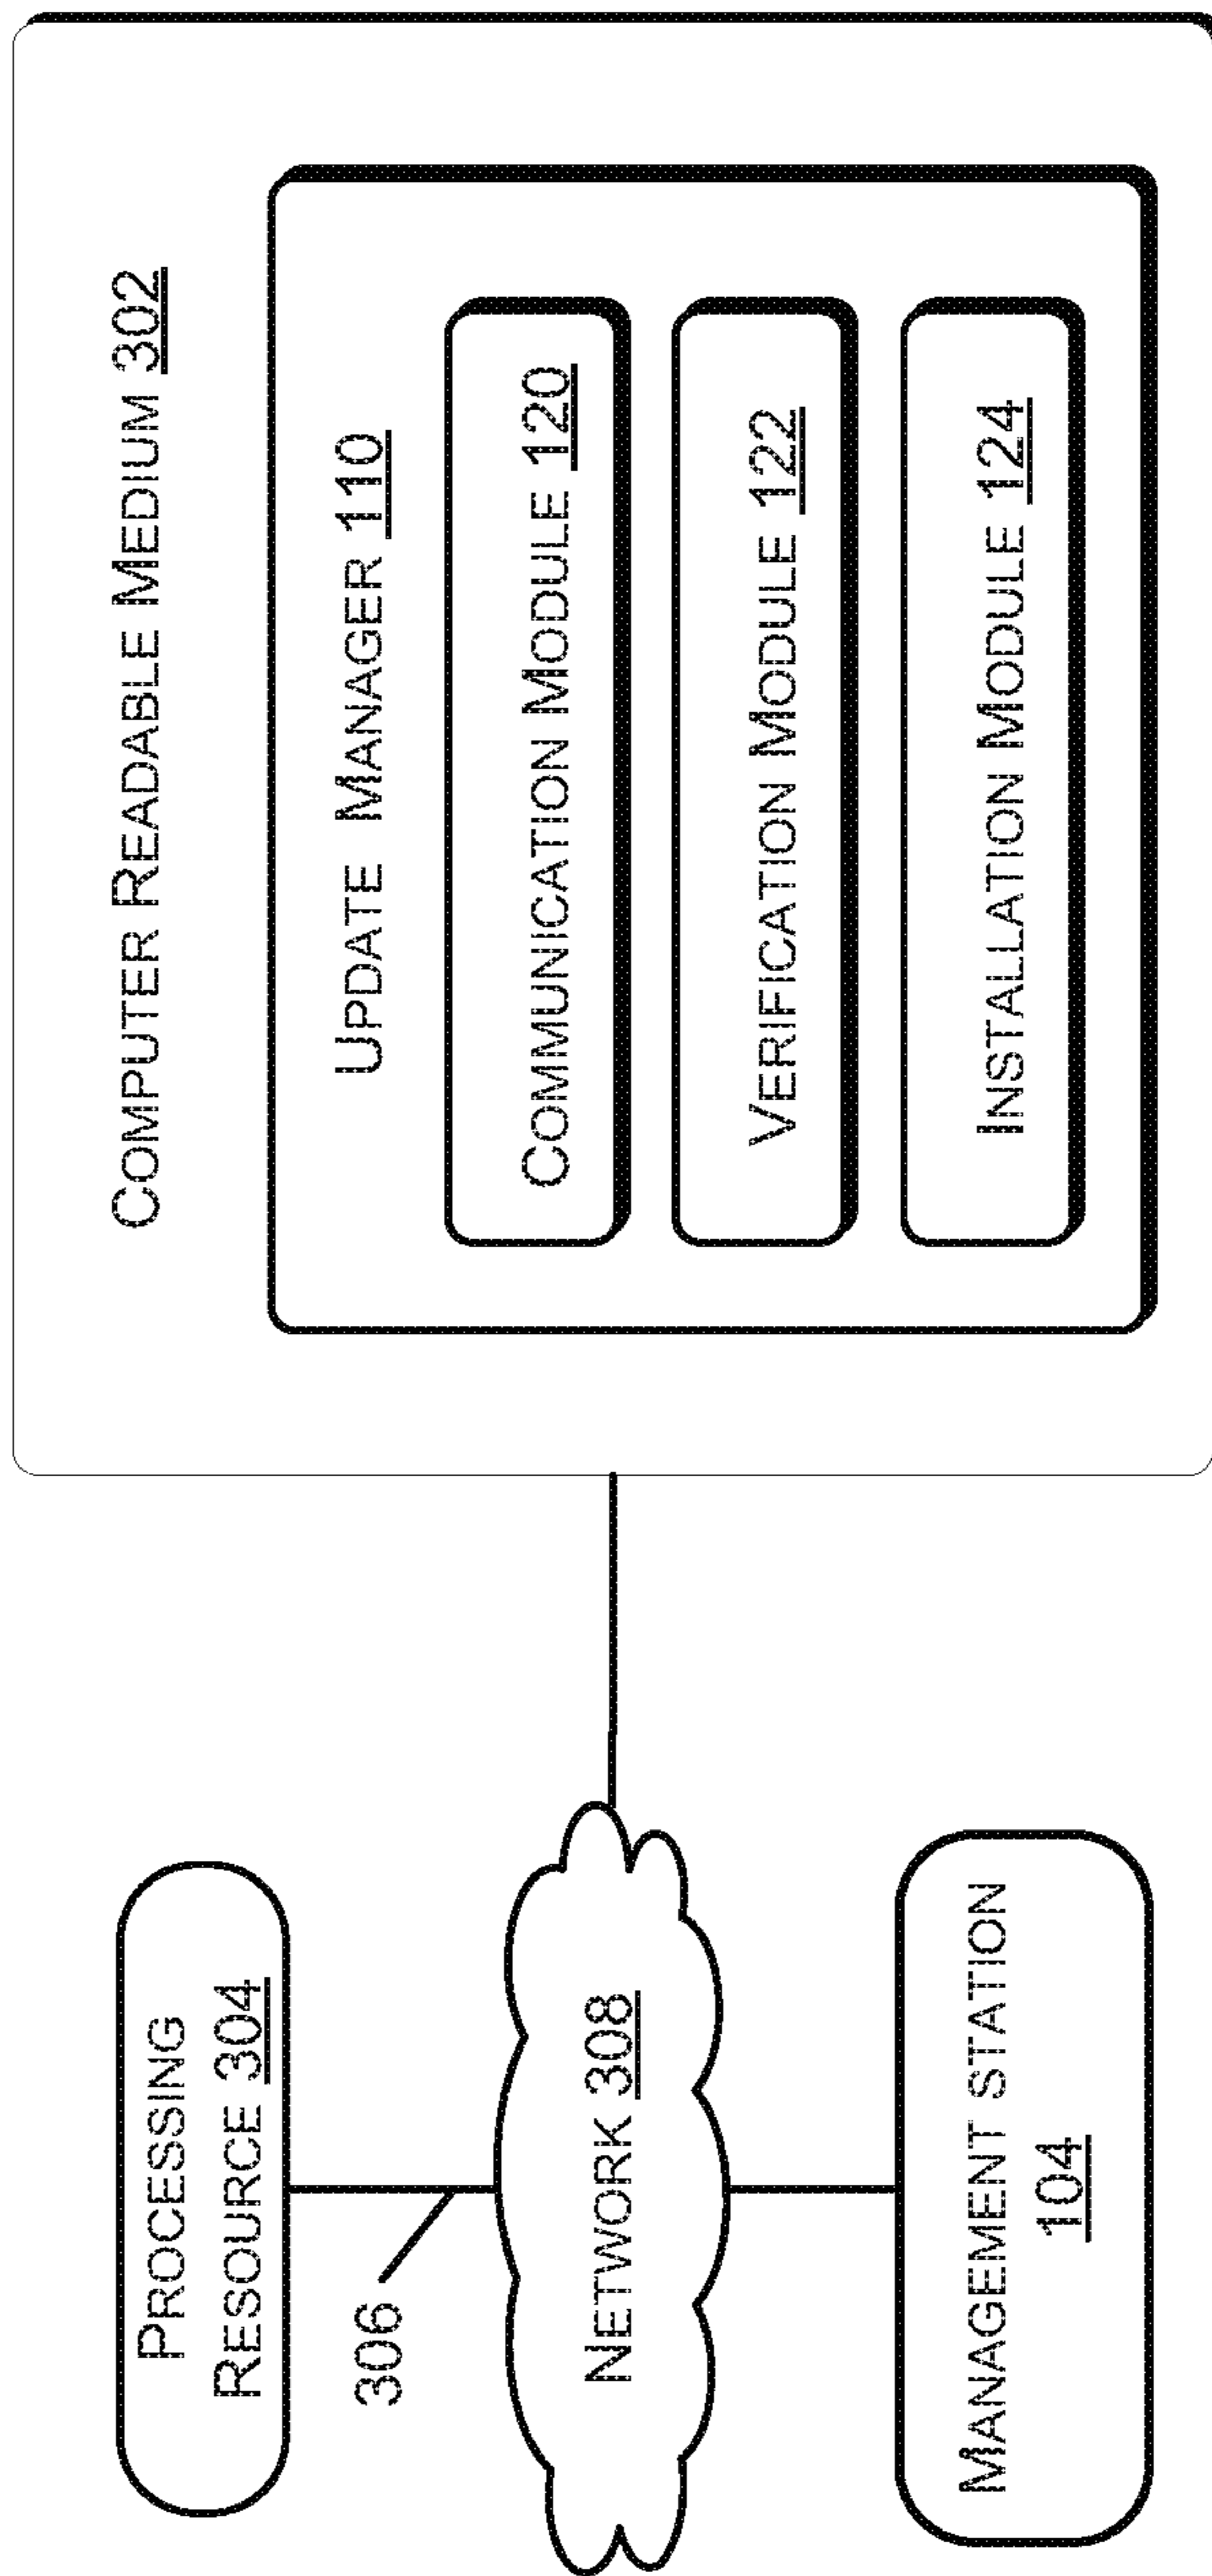 PROCESSING
RESOURCE 304
306
NETWORK 308
MANAGEMENT STATION
104
COMPUTER READABLE MEDIUM 302
UPDATE MANAGER 110
COMMUNICATION MODULE 120
VERIFICATION MODULE 122
INSTALLATION MODULE 124